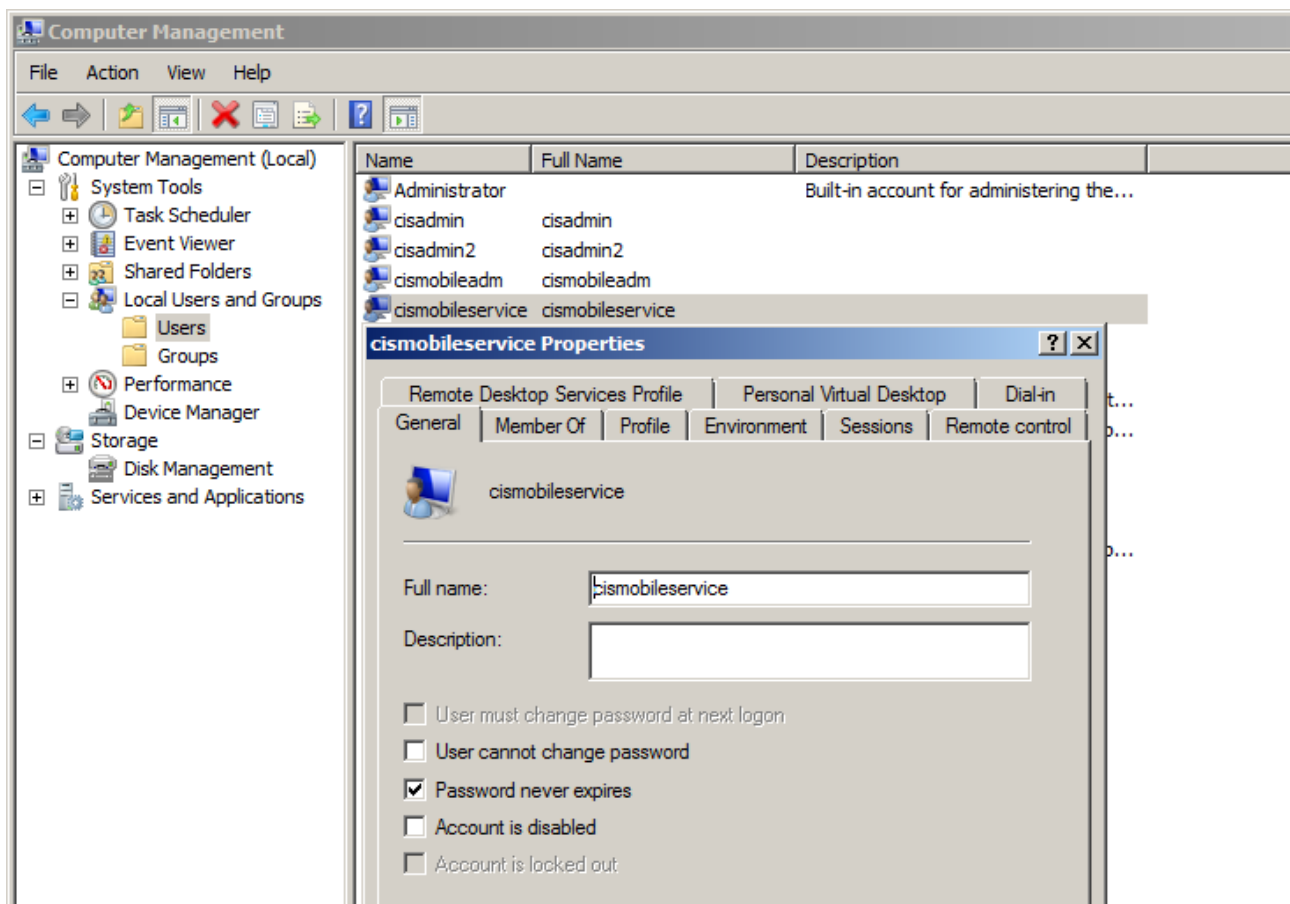 Computer Management
File Action View Help
Computer Management (Local)
System Tools
Task Scheduler
Event Viewer
Shared Folders
Local Users and Groups
Users
Groups
Performance
Device Manager
Storage
Disk Management
Services and Applications
Name Full Name Description
Administrator Built-in account for administering the...
cisadmin cisadmin
cisadmin2 cisadmin2
cismobileadm cismobileadm
cismobileservice cismobileservice
cismobileservice Properties
Remote Desktop Services Profile Personal Virtual Desktop Dial-in
General Member Of Profile Environment Sessions Remote control
cismobileservice
Full name: cismobileservice
Description:
User must change password at next logon
User cannot change password
Password never expires
Account is disabled
Account is locked out